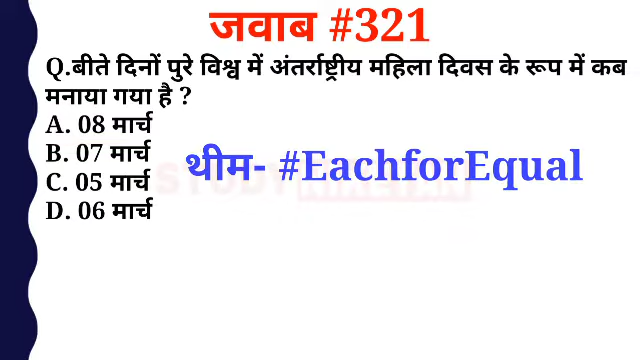 जवाब #321
Q.बीते दिनों पुरे विश्व में अंतर्राष्ट्रीय महिला दिवस के रूप में कब
मनाया गया है ?
A. 08 मार्च
B. 07 मार्च
C. 05 मार्च
D. 06 मार्च
थीम- #EachforEqual